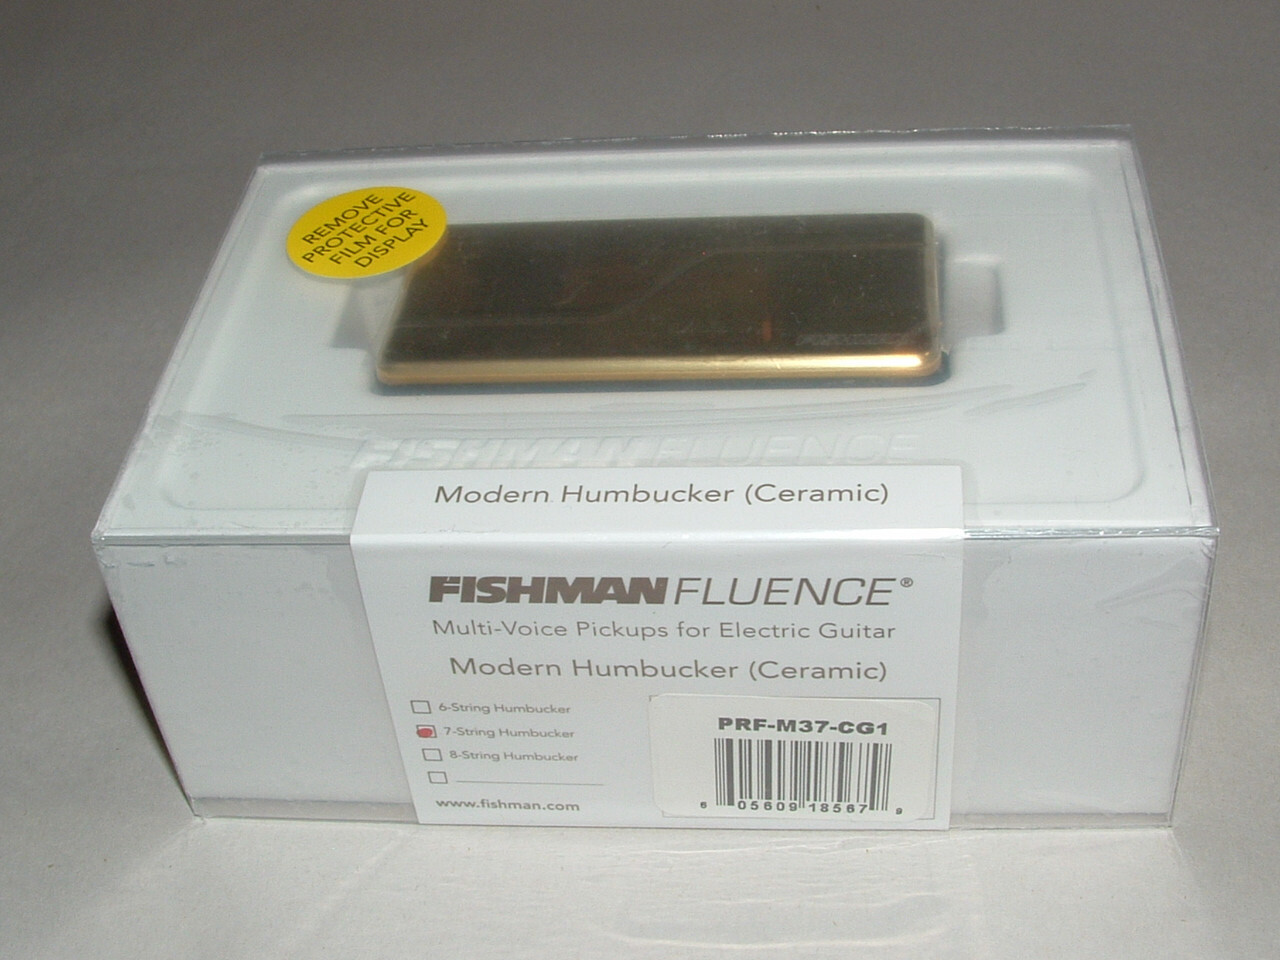 REMOVE
PROTECTIVE
FILM FOR
DISPLAY
FISHMAN
FISHMAN FLUENCE
Modern Humbucker (Ceramic)
FISHMAN FLUENCE®
Multi-Voice Pickups for Electric Guitar
Modern Humbucker (Ceramic)
6-String Humbucker
7-String Humbucker
8-String Humbucker
www.fishman.com
PRF-M37-CG1
6 05609 18567 9